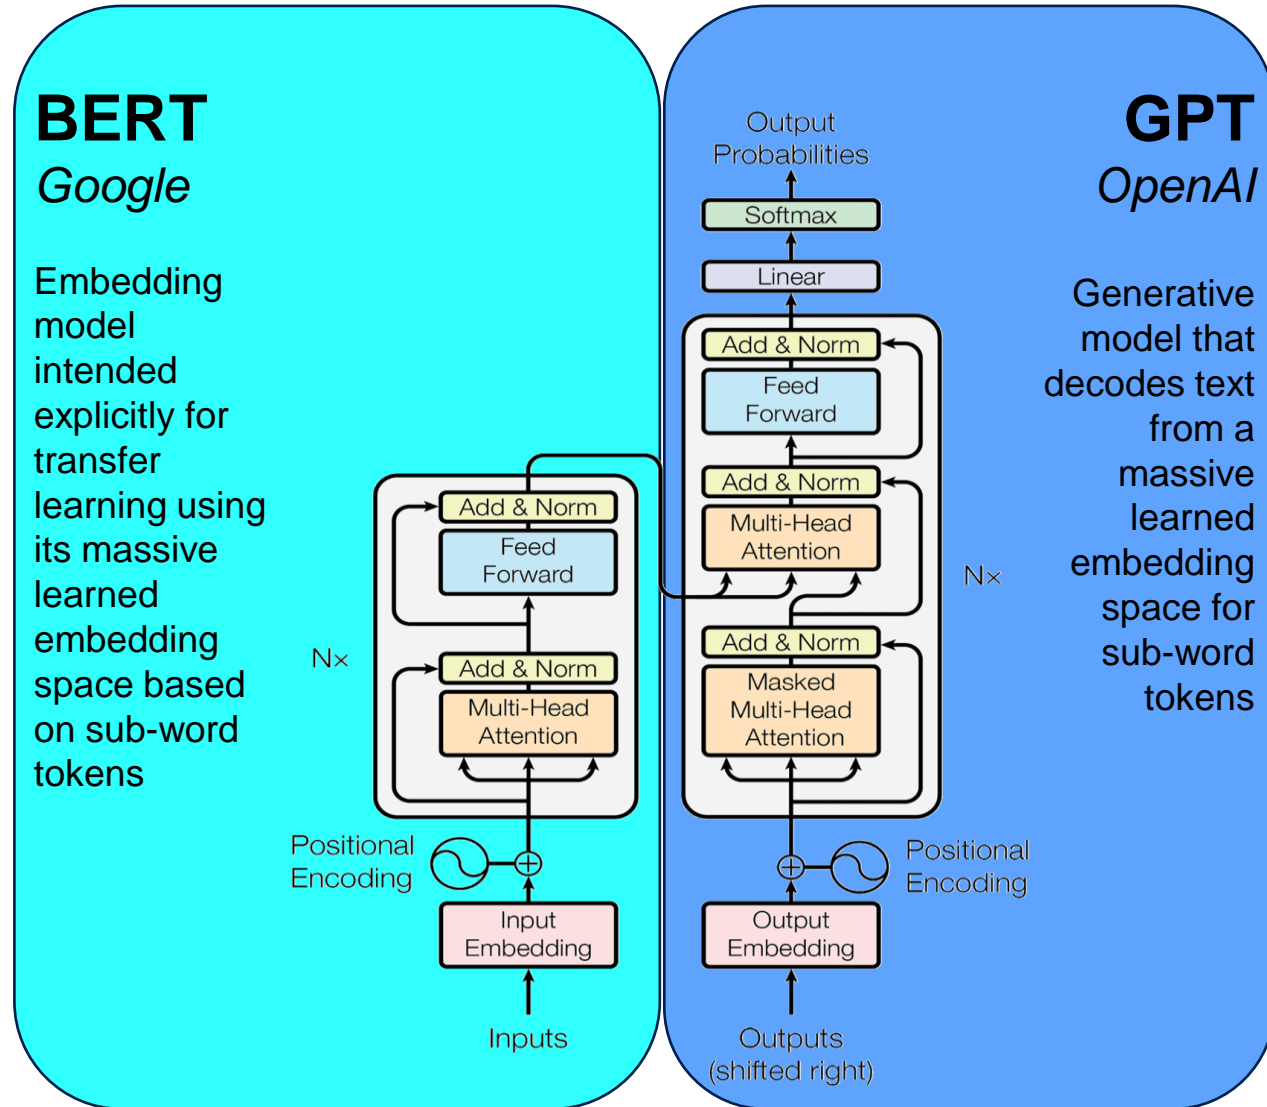 BERT
Google
Embedding
model
intended
explicitly for
transfer
learning using
its massive
learned
embedding
space based
on sub-word
tokens
Nx
Add & Norm
Feed
Forward
Add & Norm
Multi-Head
Attention
Positional
Encoding
Input
Embedding
Inputs
Output
Probabilities
Softmax
Linear
Add & Norm
Feed
Forward
Add & Norm
Multi-Head
Attention
Nx
Add & Norm
Masked
Multi-Head
Attention
Positional
Encoding
Output
Embedding
Outputs
(shifted right)
GPT
OpenAI
Generative
model that
decodes text
from a
massive
learned
embedding
space for
sub-word
tokens